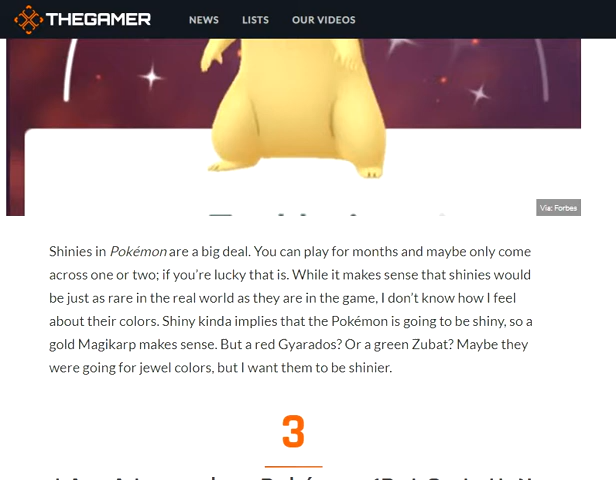 THEGAMER NEWS LISTS OUR VIDEOS
Via: Forbes
Shinies in Pokémon are a big deal. You can play for months and maybe only come
across one or two; if you're lucky that is. While it makes sense that shinies would
be just as rare in the real world as they are in the game, I don't know how I feel
about their colors. Shiny kinda implies that the Pokémon is going to be shiny, so a
gold Magikarp makes sense. But a red Gyarados? Or a green Zubat? Maybe they
were going for jewel colors, but I want them to be shinier.
3